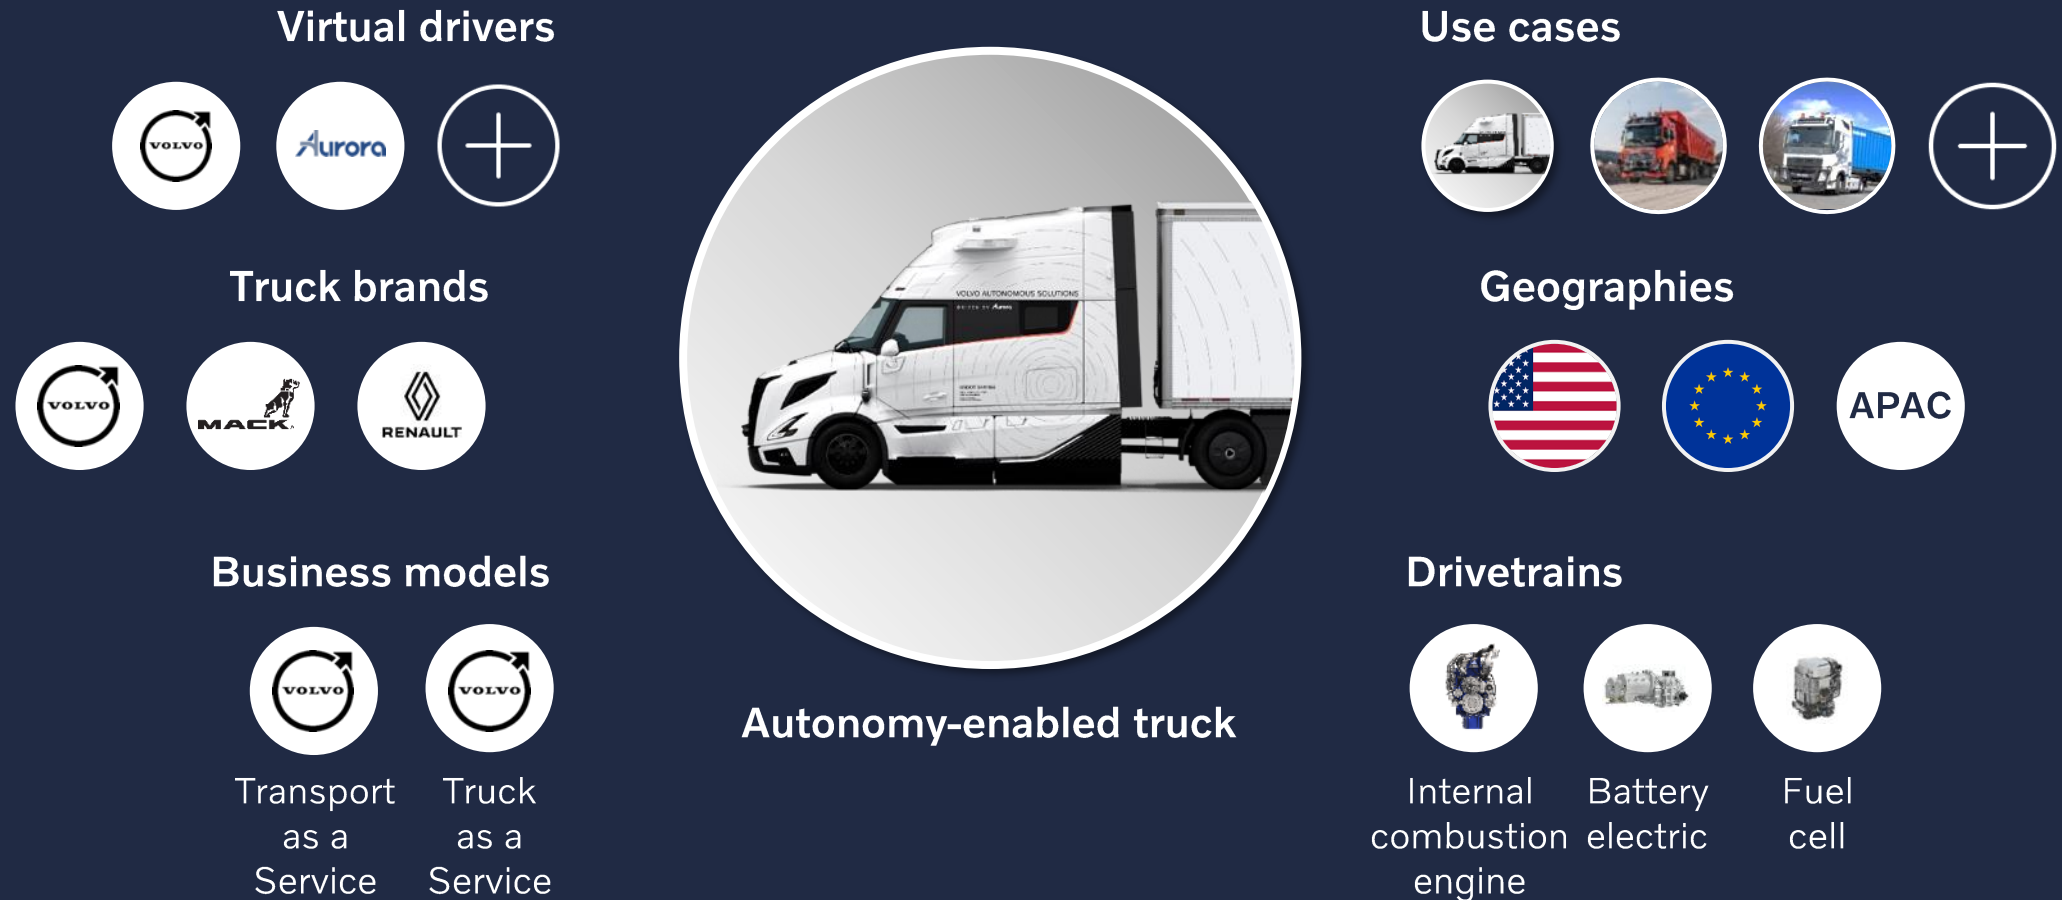 Virtual drivers
VOLVO
Aurora
Truck brands
VOLVO
MACK
RENAULT
Business models
VOLVO
VOLVO
Transport
as a
Service
Truck
as a
Service
VOLVO AUTONOMOUS SOLUTIONS
Aurora
Autonomy-enabled truck
Use cases
Geographies
APAC
Drivetrains
Internal
combustion
engine
Battery
electric
Fuel
cell